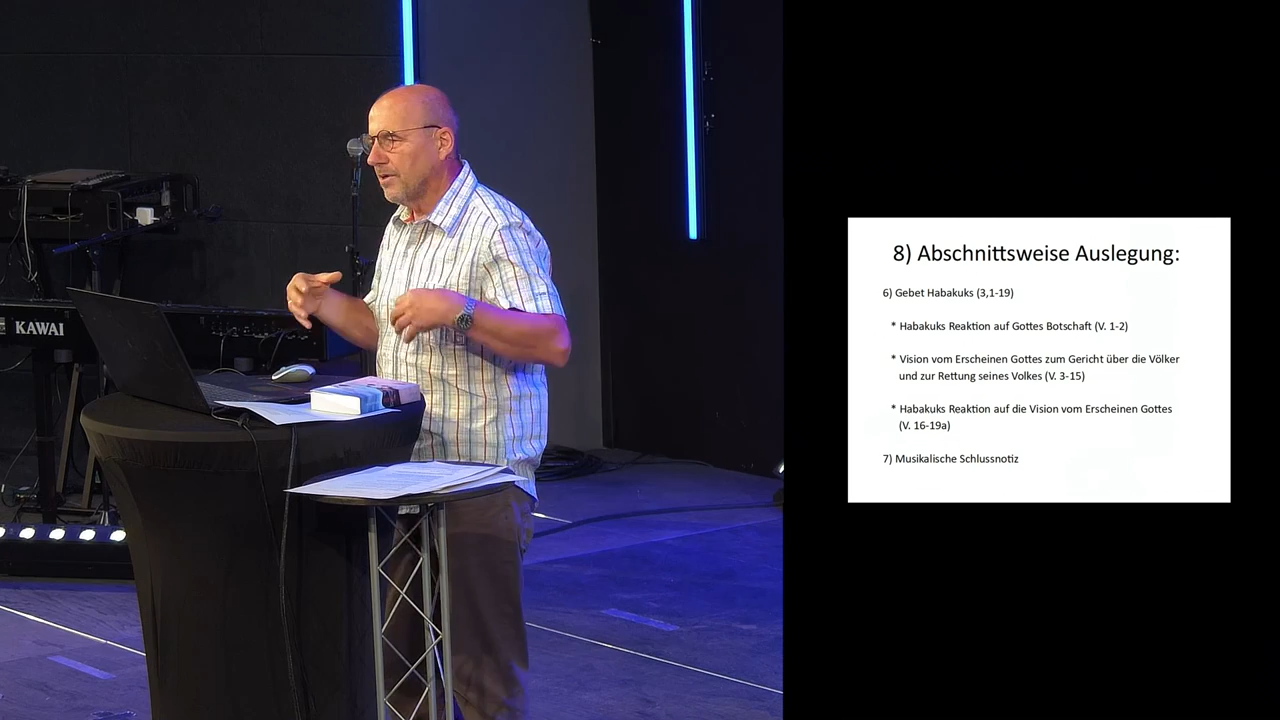 KAWAI
8) Abschnittsweise Auslegung:
6) Gebet Habakuks (3,1-19)
* Habakuks Reaktion auf Gottes Botschaft (V. 1-2)
* Vision vom Erscheinen Gottes zum Gericht über die Völker
und zur Rettung seines Volkes (V. 3-15)
* Habakuks Reaktion auf die Vision vom Erscheinen Gottes
(V. 16-19a)
7) Musikalische Schlussnotiz